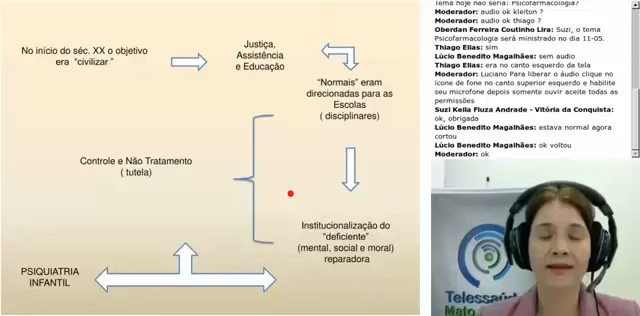 No início do séc. XX o objetivo
era “civilizar”
Justiça,
Assistência
e Educação
“Normais” eram
direcionadas para as
Escolas
( disciplinares)
Controle e Não Tratamento
( tutela)
Institucionalização do
“deficiente”
(mental, social e moral)
reparadora
PSIQUIATRIA
INFANTIL
Tema hoje não seria: Psicofarmacologia?
Moderador: audio ok kleiton ?
Moderador: audio ok thiago ?
Oberdan Ferreira Coutinho Lira: Suzi, o tema
Psicofarmacologia será ministrado no dia 11-05.
Thiago Elias: sim
Lúcio Benedito Magalhães: sem audio
Thiago Elias: era no canto esquerdo da tela
Moderador: Luciano Para liberar o áudio clique no
ícone de fone no canto superior esquerdo e habilite
seu microfone depois somente ouvir aceite todas as
permissões
Suzi Keila Fiuza Andrade - Vitória da Conquista:
ok, obrigada
Lúcio Benedito Magalhães: estava normal agora
cortou
Lúcio Benedito Magalhães: ok voltou
Moderador: ok
Telessaúd
Mato